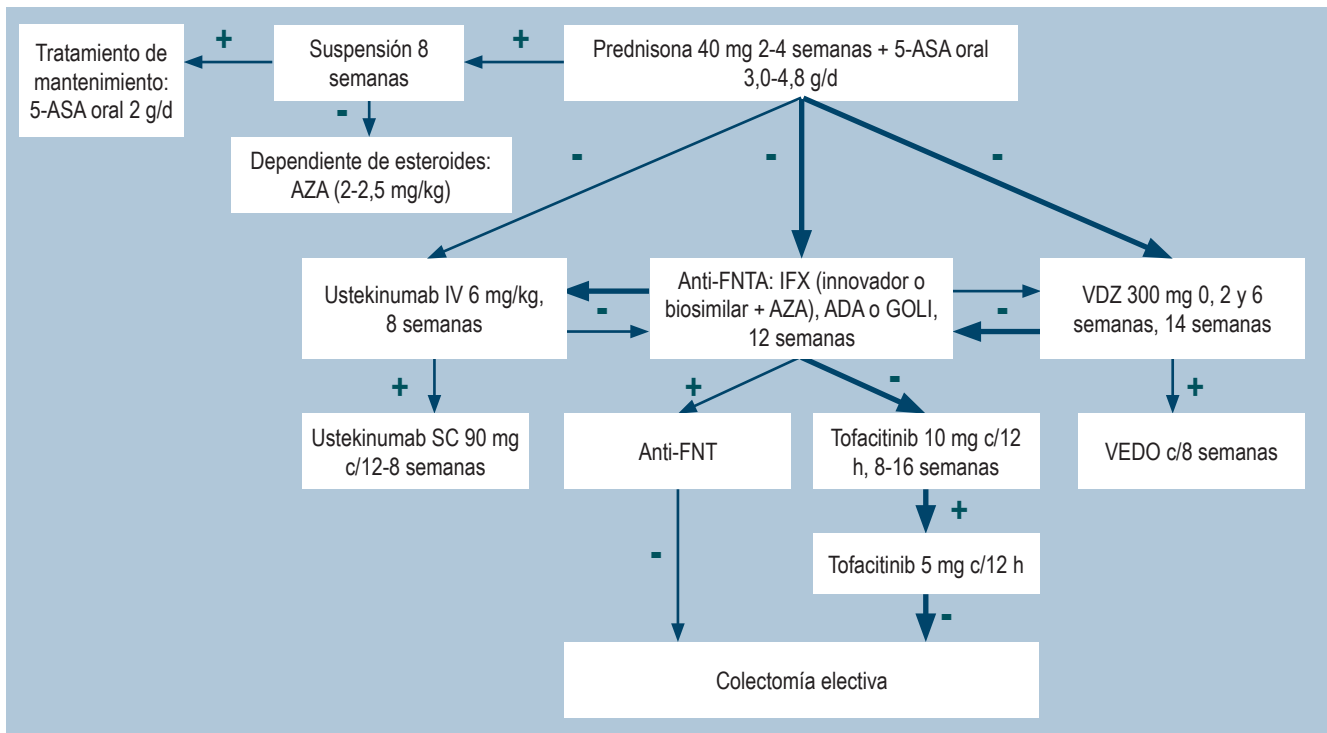 Tratamiento de
mantenimiento:
5-ASA oral 2 g/d
+
Suspensión 8
semanas
+
Prednisona 40 mg 2-4 semanas + 5-ASA oral
3,0-4,8 g/d
-
Dependiente de esteroides:
AZA (2-2,5 mg/kg)
-
-
-
Ustekinumab IV 6 mg/kg,
8 semanas
-
Anti-FNTA: IFX (innovador o
biosimilar + AZA), ADA o GOLI,
12 semanas
-
VDZ 300 mg 0, 2 y 6
semanas, 14 semanas
+
+
-
+
Ustekinumab SC 90 mg
c/12-8 semanas
Anti-FNT
Tofacitinib 10 mg c/12
h, 8-16 semanas
VEDO c/8 semanas
+
-
Tofacitinib 5 mg c/12 h
-
Colectomía electiva